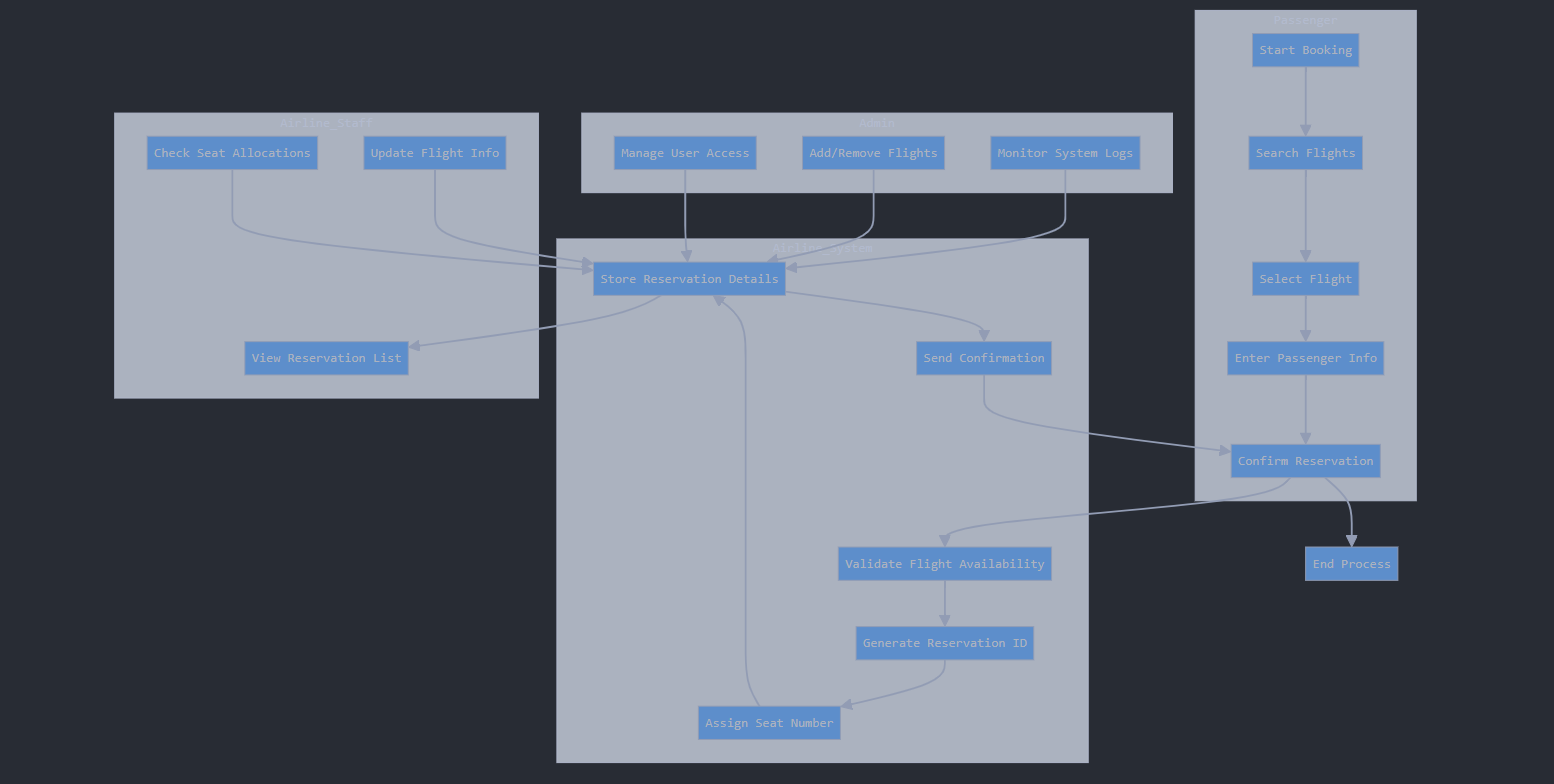 Passenger
Start Booking
Airline_Staff
Admin
Check Seat Allocations
Update Flight Info
Manage User Access
Add/Remove Flights
Monitor System Logs
Search Flights
Airline_System
Store Reservation Details
Select Flight
View Reservation List
Send Confirmation
Enter Passenger Info
Confirm Reservation
Validate Flight Availability
End Process
Generate Reservation ID
Assign Seat Number